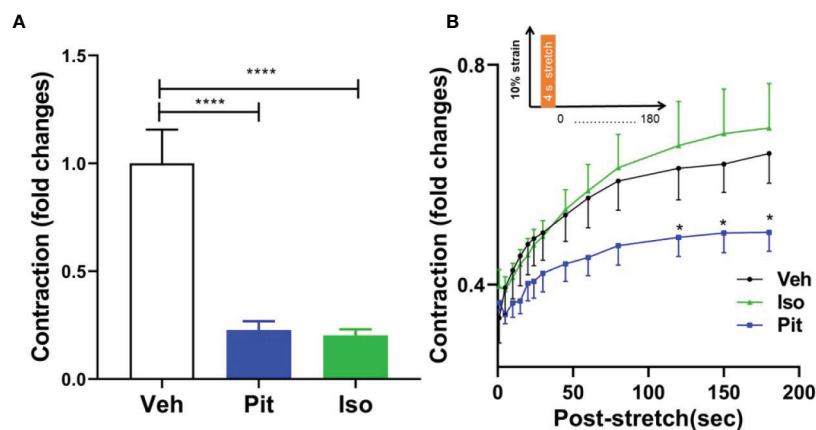 A
Contraction (fold changes)
1.5
1.0
0.5
0.0
****
****
Veh Pit Iso
B
Contraction (fold changes)
0.8
0.4
10% strain
4 s stretch
0 .................... 180
* * *
Veh
Iso
Pit
0 50 100 150 200
Post-stretch(sec)